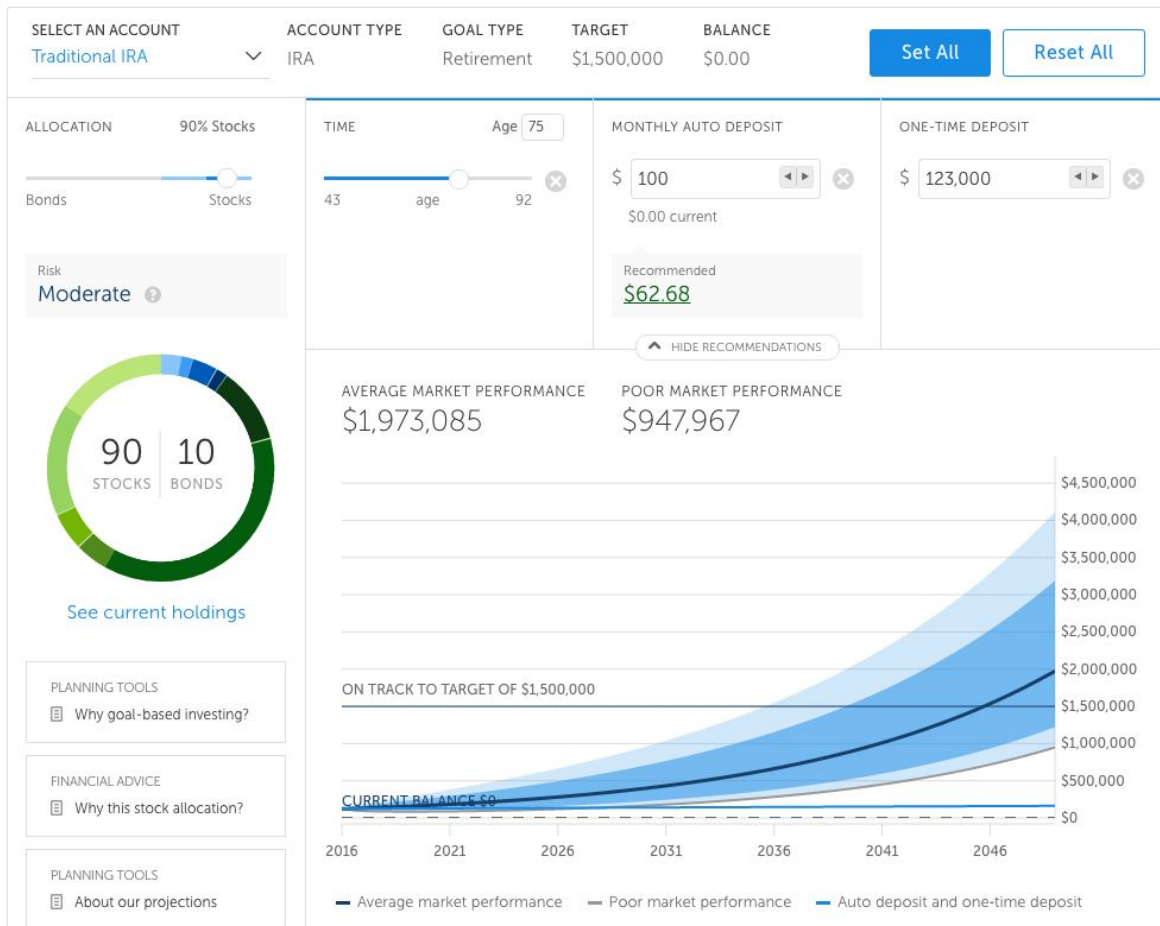 SELECT AN ACCOUNT
Traditional IRA
ACCOUNT TYPE
IRA
GOAL TYPE
Retirement
TARGET
$1,500,000
BALANCE
$0.00
Set All
Reset All
ALLOCATION
90% Stocks
Bonds
Stocks
Risk
Moderate ?
90
STOCKS
10
BONDS
See current holdings
PLANNING TOOLS
Why goal-based investing?
FINANCIAL ADVICE
Why this stock allocation?
PLANNING TOOLS
About our projections
TIME
Age 75
43
age
92
MONTHLY AUTO DEPOSIT
$ 100
$0.00 current
Recommended
$62.68
ONE-TIME DEPOSIT
$ 123,000
HIDE RECOMMENDATIONS
AVERAGE MARKET PERFORMANCE
$1,973,085
POOR MARKET PERFORMANCE
$947,967
$4,500,000
$4,000,000
$3,500,000
$3,000,000
$2,500,000
$2,000,000
ON TRACK TO TARGET OF $1,500,000
$1,500,000
$1,000,000
$500,000
CURRENT BALANCE $0
$0
2016
2021
2026
2031
2036
2041
2046
Average market performance
Poor market performance
Auto deposit and one-time deposit